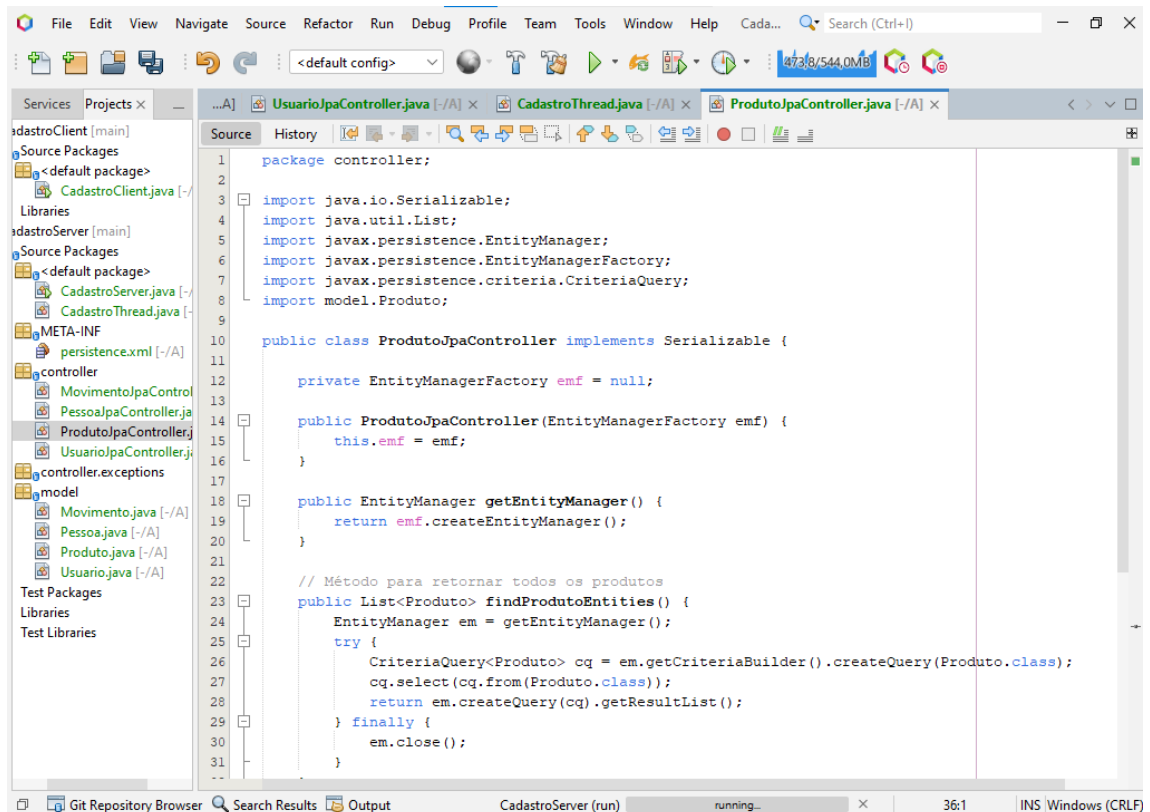 File Edit View Navigate Source Refactor Run Debug Profile Team Tools Window Help Cada... Search (Ctrl+I)
<default config> 473,8/544,0MB
Services Projects
...A] UsuarioJpaController.java [-/A] CadastroThread.java [-/A] ProdutoJpaController.java [-/A]
Source History
adastroClient [main]
Source Packages
<default package>
CadastroClient.java [-/
Libraries
adastroServer [main]
Source Packages
<default package>
CadastroServer.java [-/
CadastroThread.java [-
META-INF
persistence.xml [-/A]
controller
MovimentoJpaControl
PessoaJpaController.ja
ProdutoJpaController.j
UsuarioJpaController.ja
controller.exceptions
model
Movimento.java [-/A]
Pessoa.java [-/A]
Produto.java [-/A]
Usuario.java [-/A]
Test Packages
Libraries
Test Libraries
1 package controller;
2
3 import java.io.Serializable;
4 import java.util.List;
5 import javax.persistence.EntityManager;
6 import javax.persistence.EntityManagerFactory;
7 import javax.persistence.criteria.CriteriaQuery;
8 import model.Produto;
9
10 public class ProdutoJpaController implements Serializable {
11
12 private EntityManagerFactory emf = null;
13
14 public ProdutoJpaController(EntityManagerFactory emf) {
15 this.emf = emf;
16 }
17
18 public EntityManager getEntityManager() {
19 return emf.createEntityManager();
20 }
21
22 // Método para retornar todos os produtos
23 public List<Produto> findProdutoEntities() {
24 EntityManager em = getEntityManager();
25 try {
26 CriteriaQuery<Produto> cq = em.getCriteriaBuilder().createQuery(Produto.class);
27 cq.select(cq.from(Produto.class));
28 return em.createQuery(cq).getResultList();
29 } finally {
30 em.close();
31 }
Git Repository Browser Search Results Output CadastroServer (run) running... 36:1 INS Windows (CRLF)